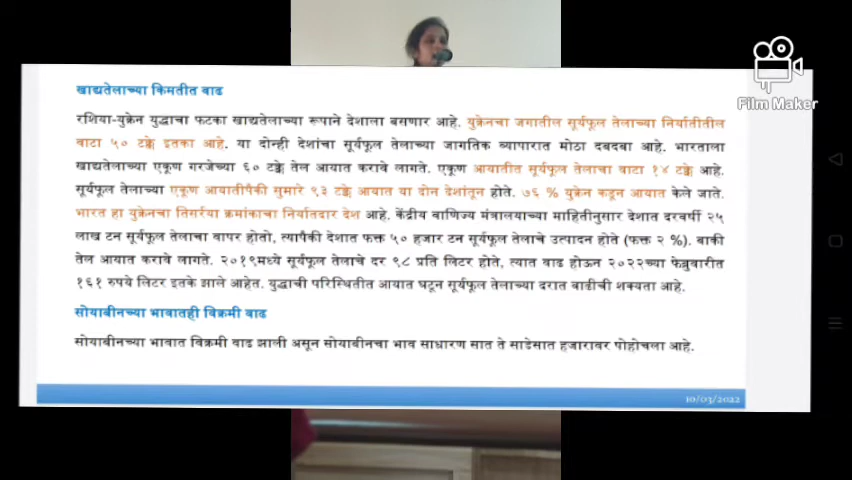 Film Maker
खाद्यतेलाच्या किमतीत वाढ
रशिया-युक्रेन युद्धाचा फटका खाद्यतेलाच्या रूपाने देशाला बसणार आहे. युक्रेनचा जगातील सूर्यफूल तेलाच्या निर्यातीतील
वाटा ५० टक्के इतका आहे. या दोन्ही देशांचा सूर्यफूल तेलाच्या जागतिक व्यापारात मोठा दबदबा आहे. भारताला
खाद्यतेलाच्या एकूण गरजेच्या ६० टक्के तेल आयात करावे लागते. एकूण आयातीत सूर्यफूल तेलाचा वाटा १४ टक्के आहे.
सूर्यफूल तेलाच्या एकूण आयातीपैकी सुमारे ९३ टक्के आयात या दोन देशांतून होते. ७६ % युक्रेन कडून आयात केले जाते.
भारत हा युक्रेनचा तिसर्‍या क्रमांकाचा निर्यातदार देश आहे. केंद्रीय वाणिज्य मंत्रालयाच्या माहितीनुसार देशात दरवर्षी २५
लाख टन सूर्यफूल तेलाचा वापर होतो, त्यापैकी देशात फक्त ५० हजार टन सूर्यफूल तेलाचे उत्पादन होते (फक्त २ %). बाकी
तेल आयात करावे लागते. २०१९मध्ये सूर्यफूल तेलाचे दर ९८ प्रति लिटर होते, त्यात वाढ होऊन २०२२च्या फेब्रुवारीत
१६१ रुपये लिटर इतके झाले आहेत. युद्धाची परिस्थितीत आयात घटून सूर्यफूल तेलाच्या दरात वाढीची शक्यता आहे.
सोयाबीनच्या भावातही विक्रमी वाढ
सोयाबीनच्या भावात विक्रमी वाढ झाली असून सोयाबीनचा भाव साधारण सात ते साडेसात हजारावर पोहोचला आहे.
10/03/2022